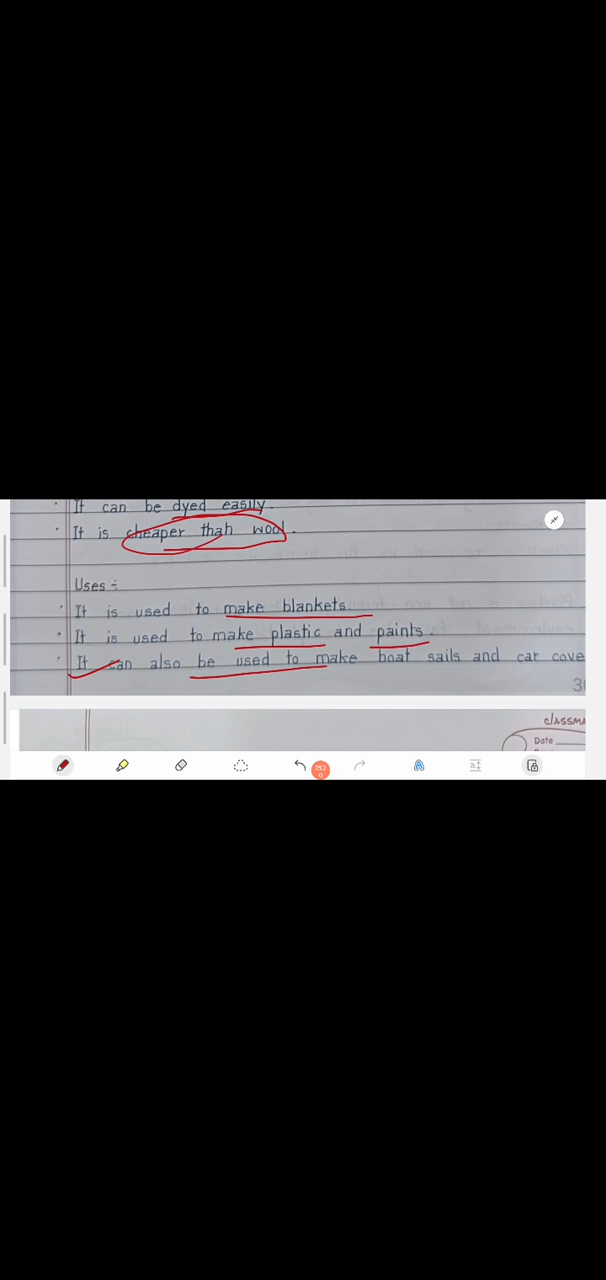 · It can be dyed easily.
· It is cheaper than wool.
Uses ÷
· It is used to make blankets.
· It is used to make plastic and paints.
· It can also be used to make boat sails and car cove
3
classma
Date